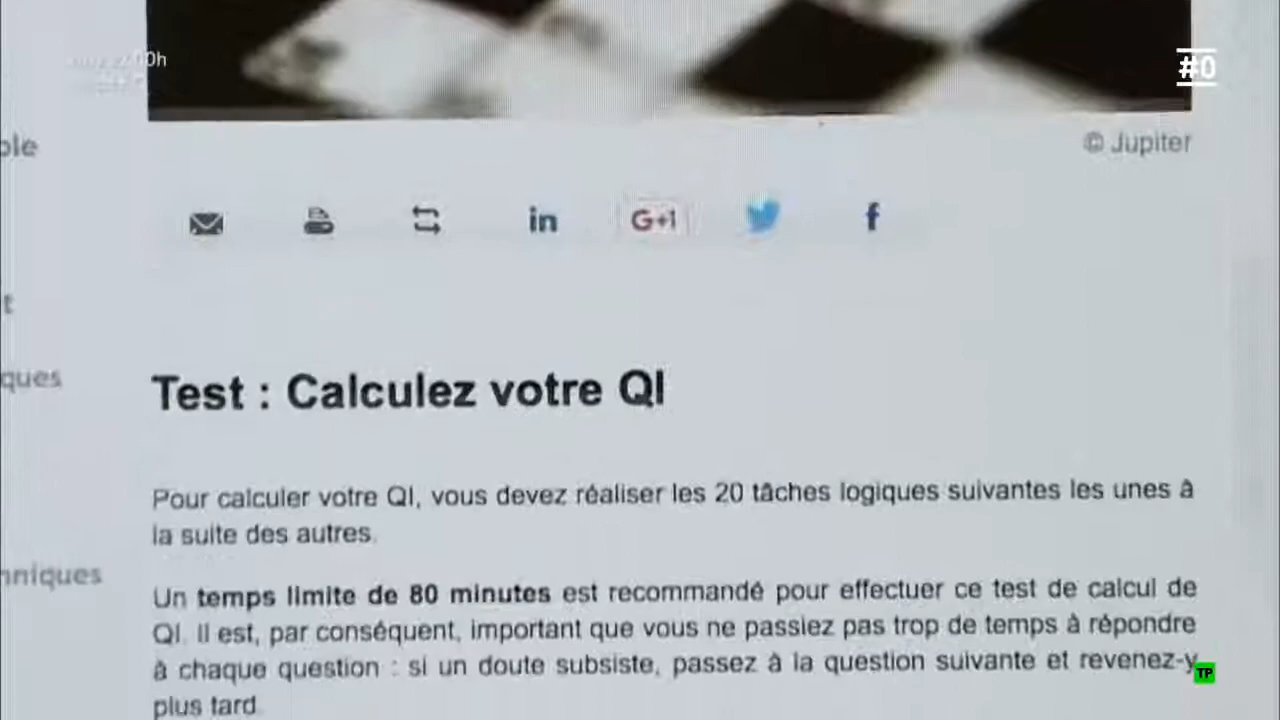 #0
ple
© Jupiter
in G+1 f
t
Test : Calculez votre QI
ques
Pour calculer votre QI, vous devez réaliser les 20 tâches logiques suivantes les unes à
la suite des autres.
hniques
Un temps limite de 80 minutes est recommandé pour effectuer ce test de calcul de
QI. Il est, par conséquent, important que vous ne passiez pas trop de temps à répondre
à chaque question : si un doute subsiste, passez à la question suivante et revenez-y
TP
plus tard.